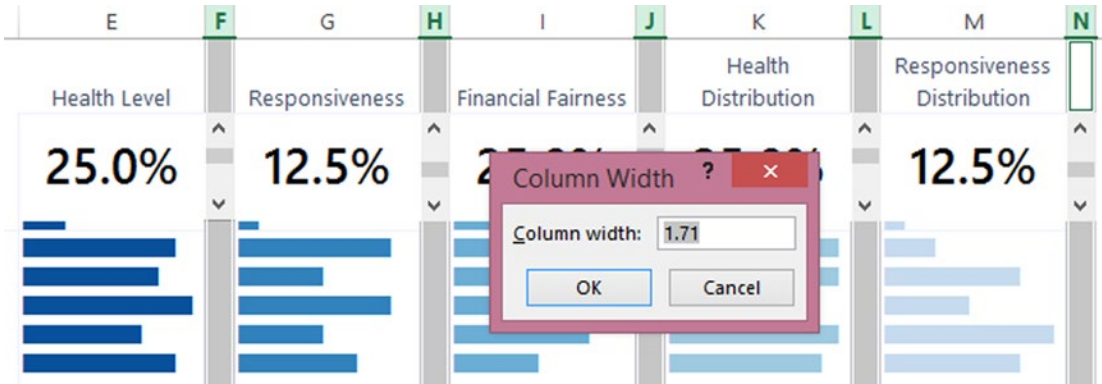 E F G H I J K L M N
Health Level Responsiveness Financial Fairness Health Distribution Responsiveness Distribution
25.0% 12.5% 12.5%
Column Width ? ×
Column width: 1.71
OK Cancel